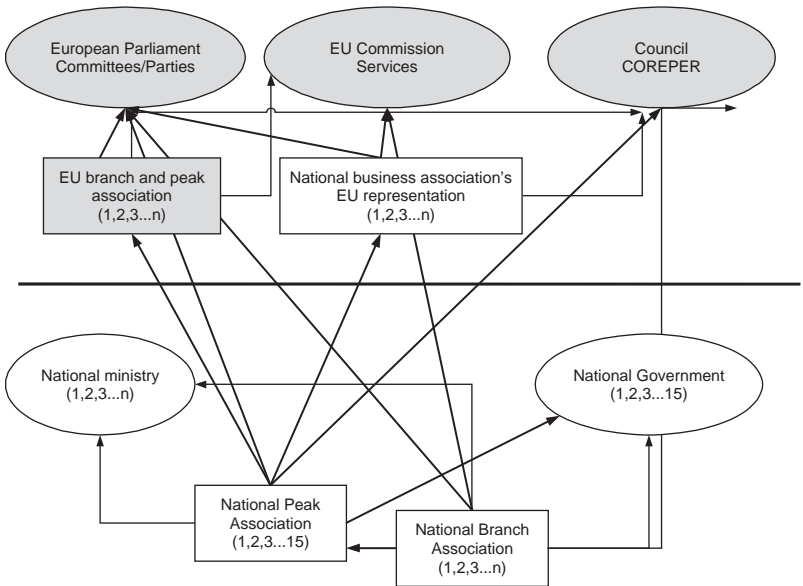 European Parliament
Committees/Parties
EU Commission
Services
Council
COREPER
EU branch and peak
association
(1,2,3...n)
National business association's
EU representation
(1,2,3...n)
National ministry
(1,2,3...n)
National Government
(1,2,3...15)
National Peak
Association
(1,2,3...15)
National Branch
Association
(1,2,3...n)